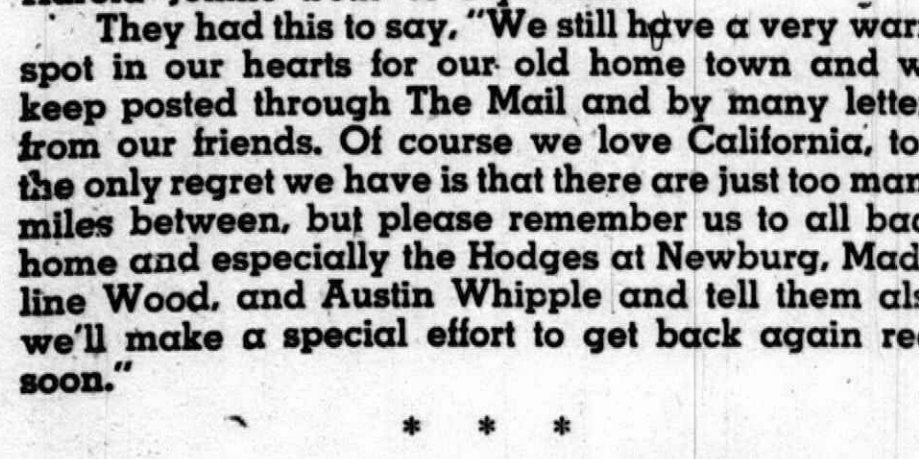 They had this to say, "We still have a very war
spot in our hearts for our old home town and w
keep posted through The Mail and by many lette
from our friends. Of course we love California, to
the only regret we have is that there are just too man
miles between, but please remember us to all bac
home and especially the Hodges at Newburg, Mad
line Wood, and Austin Whipple and tell them als
we'll make a special effort to get back again re
soon."
* * *